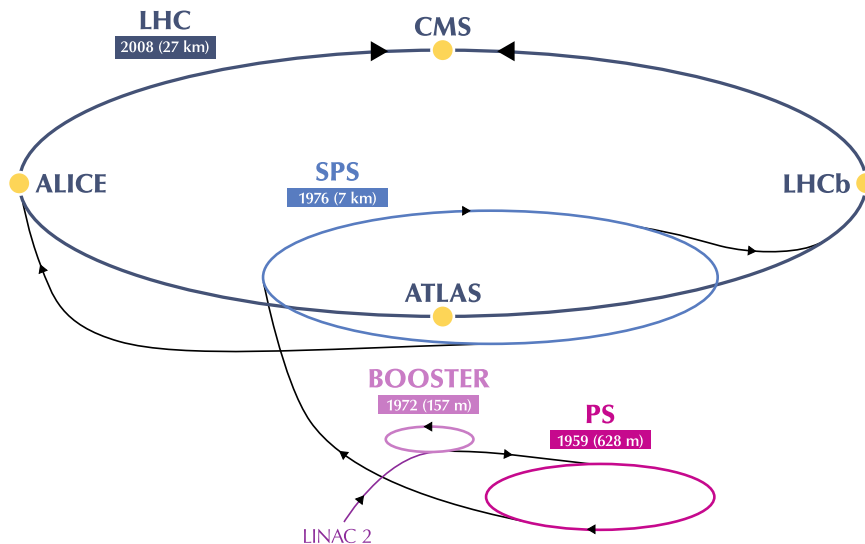 LHC
2008 (27 km)
CMS
ALICE
SPS
1976 (7 km)
LHCb
ATLAS
BOOSTER
1972 (157 m)
PS
1959 (628 m)
LINAC 2